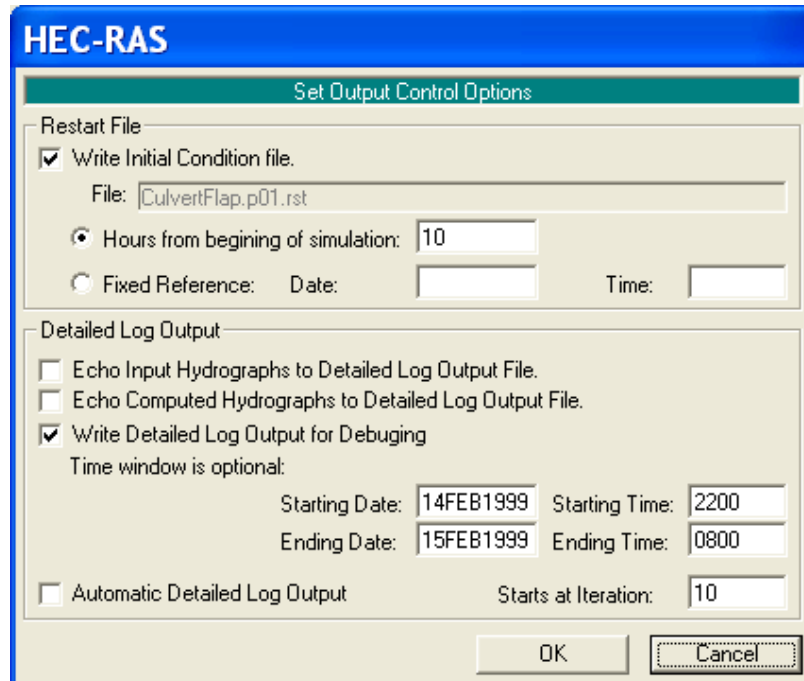 HEC-RAS
Set Output Control Options
Restart File
Write Initial Condition file.
File: CulvertFlap.p01.rst
Hours from begining of simulation: 10
Fixed Reference: Date: Time:
Detailed Log Output
Echo Input Hydrographs to Detailed Log Output File.
Echo Computed Hydrographs to Detailed Log Output File.
Write Detailed Log Output for Debuging
Time window is optional:
Starting Date: 14FEB1999 Starting Time: 2200
Ending Date: 15FEB1999 Ending Time: 0800
Automatic Detailed Log Output Starts at Iteration: 10
OK Cancel